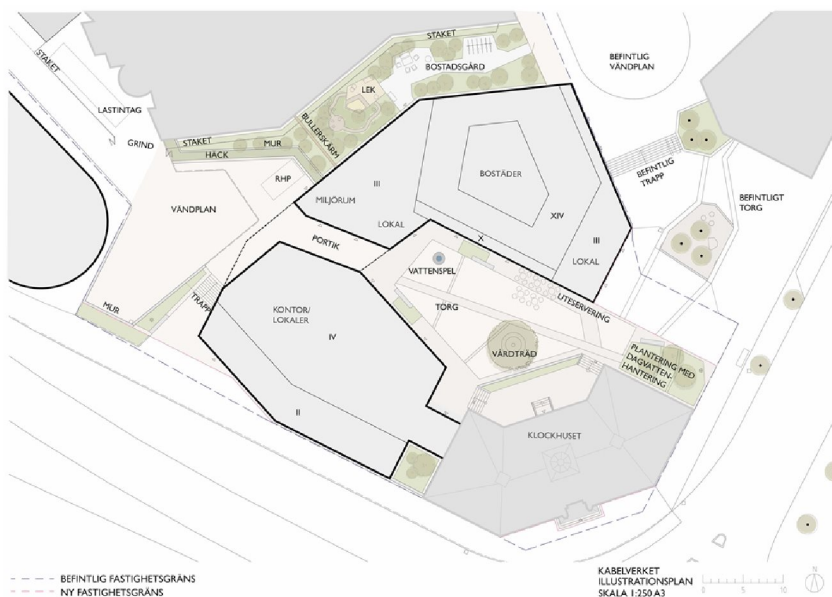 STAKET
STAKET
BOSTADSGÅRD
BEFINTLIG
VÄNDPLAN
LEK
LASTINTAG
BULLERSKÄRM
GRIND
STAKET
MUR
HÄCK
RHP
BOSTÄDER
BEFINTLIG
TRAPP
III
MILJÖRUM
BEFINTLIGT
TORG
VÄNDPLAN
XIV
LOKAL
III
LOKAL
X
PORTIK
VATTENSPEL
UTESERVERING
TRAPP
MUR
KONTOR/
LOKALER
TORG
IV
VÅRDTRÄD
PLANTERING MED
DAGVATTEN-
HANTERING
II
KLOCKHUSET
BEFINTLIG FASTIGHETSGRÄNS
NY FASTIGHETSGRÄNS
KABELVERKET
ILLUSTRATIONSPLAN
SKALA 1:250 A3
0 5 10
N